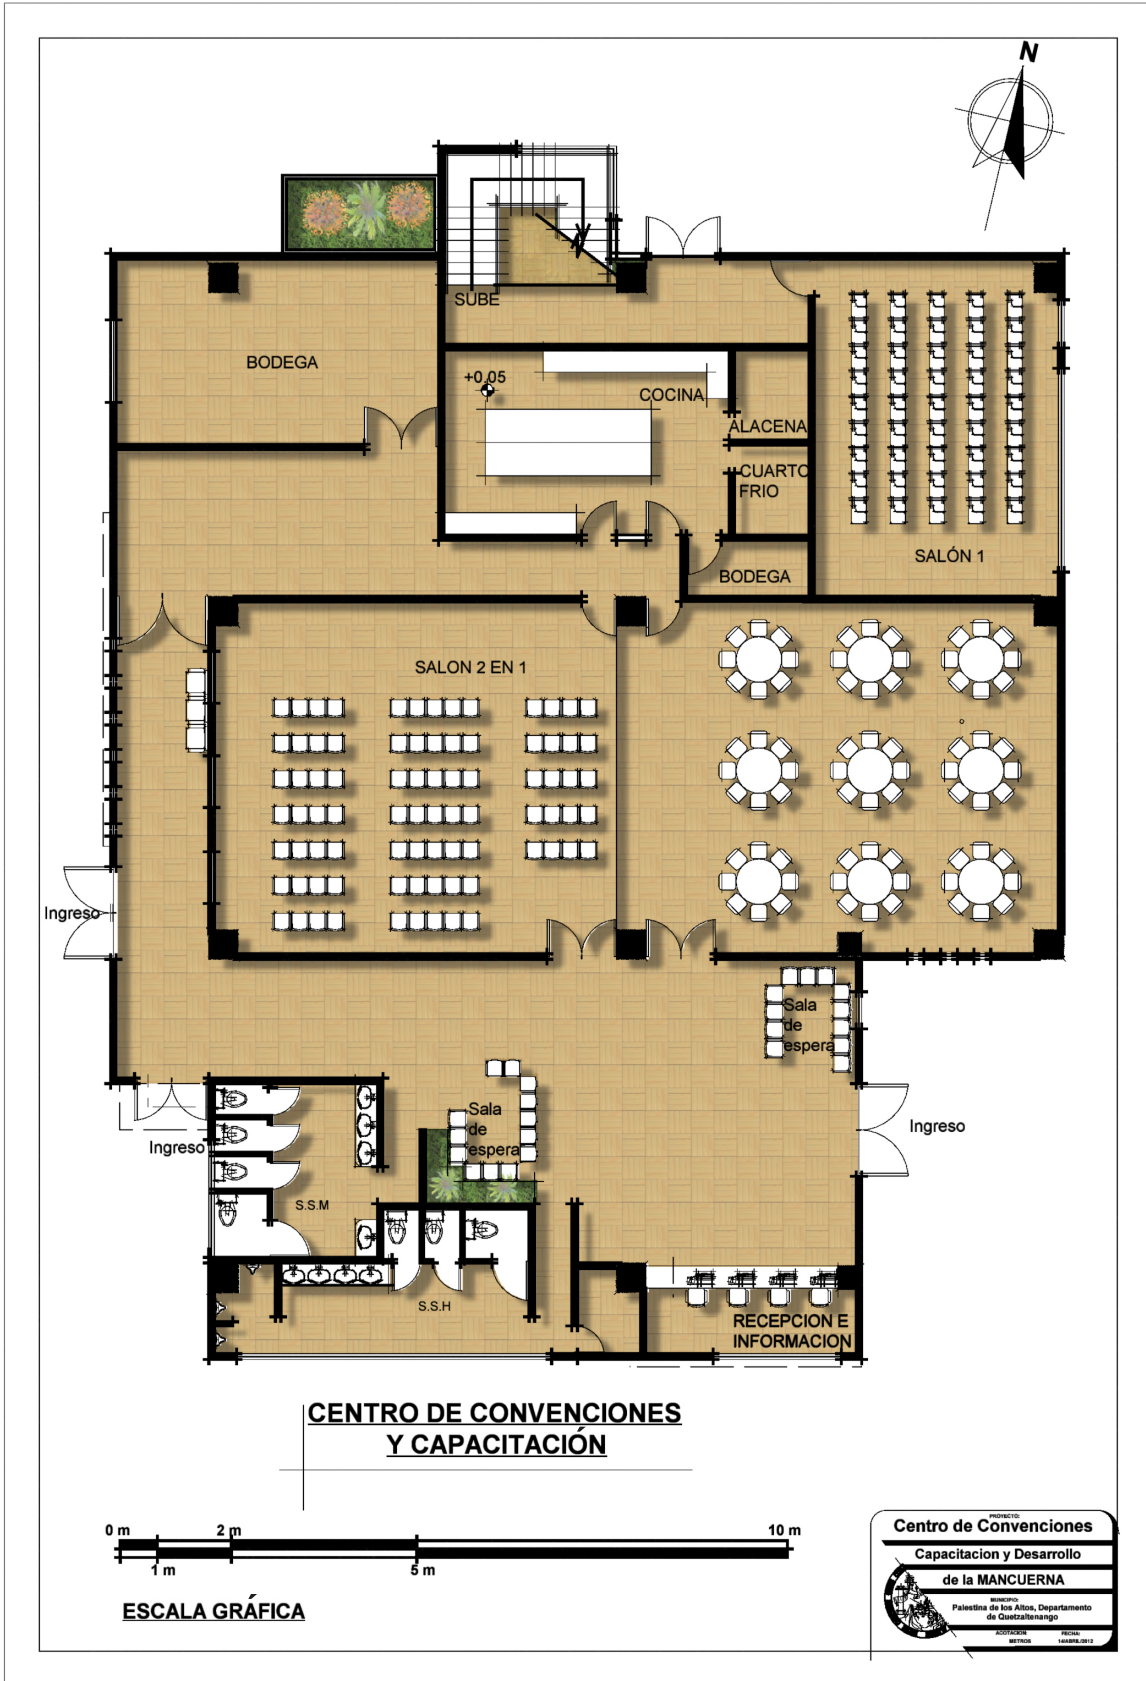 N
SUBE
BODEGA
+0.05
COCINA
ALACENA
CUARTO
FRIO
SALÓN 1
BODEGA
SALON 2 EN 1
Ingreso
Sala
de
espera
Sala
de
espera
Ingreso
Ingreso
S.S.M
S.S.H
RECEPCION E
INFORMACION
CENTRO DE CONVENCIONES
Y CAPACITACIÓN
0 m 2 m 10 m
1 m 5 m
ESCALA GRÁFICA
PROYECTO:
Centro de Convenciones
Capacitacion y Desarrollo
de la MANCUERNA
MUNICIPIO:
Palestina de los Altos, Departamento
de Quetzaltenango
ACOTACION: FECHA:
METROS 14/ABRIL/2012